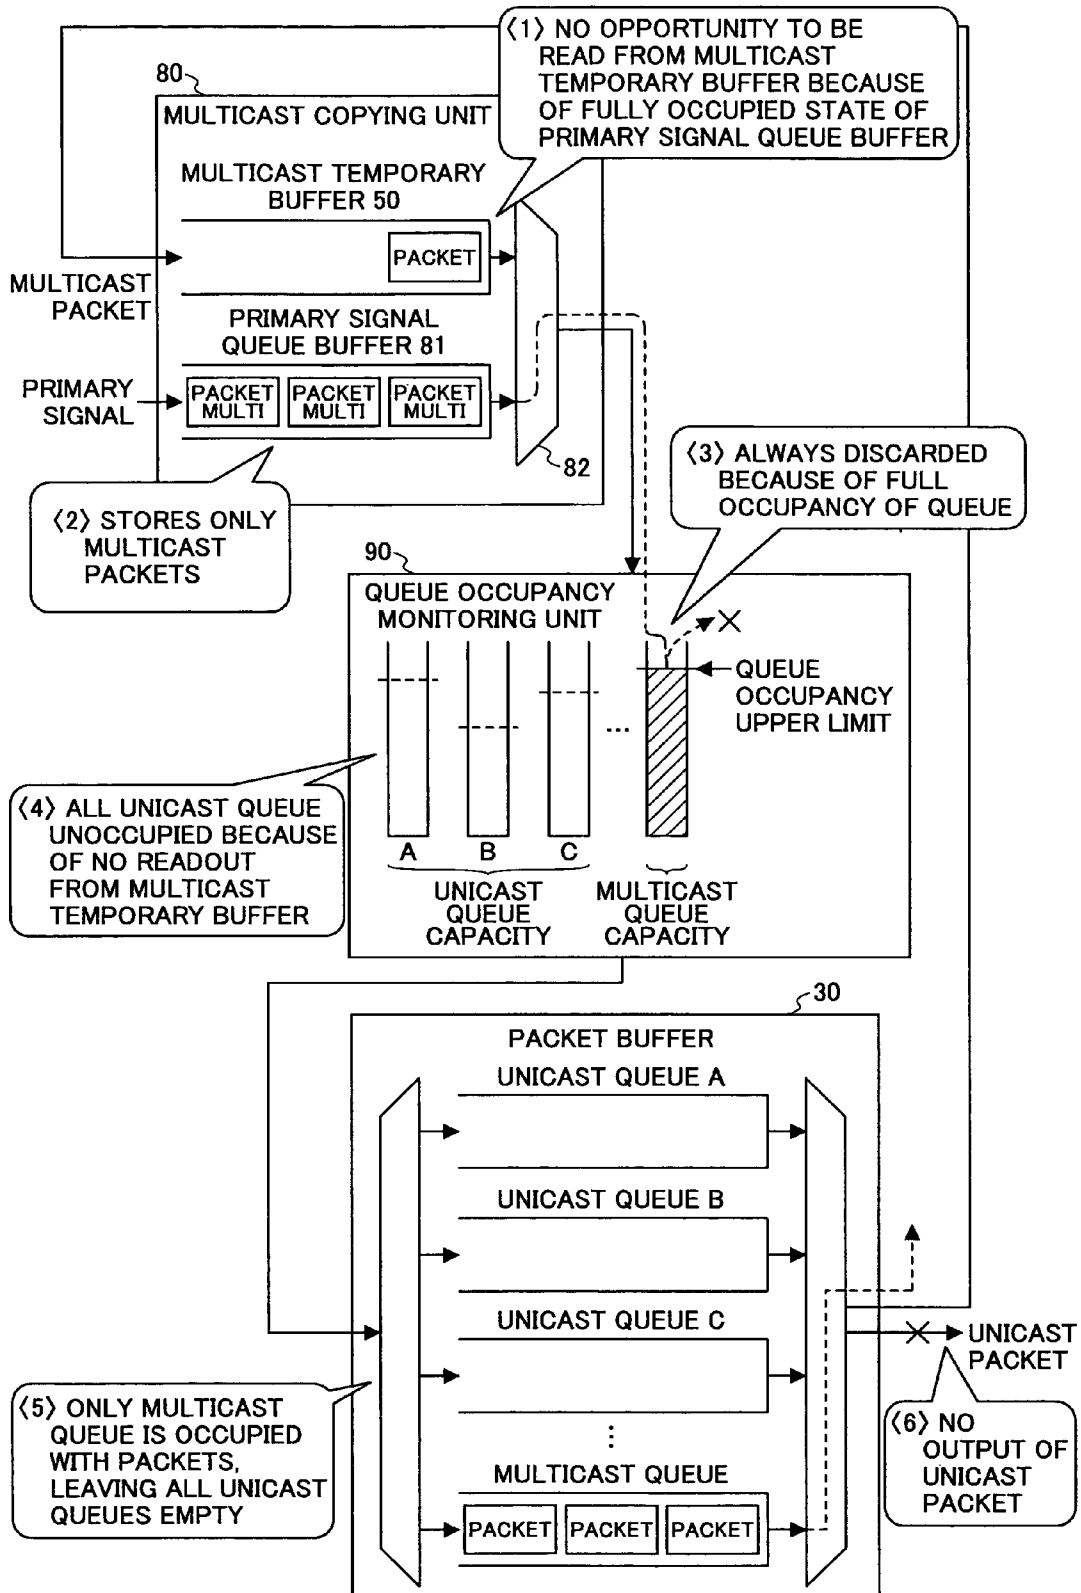 ⟨1⟩ NO OPPORTUNITY TO BE
READ FROM MULTICAST
TEMPORARY BUFFER BECAUSE
OF FULLY OCCUPIED STATE OF
PRIMARY SIGNAL QUEUE BUFFER
80
MULTICAST COPYING UNIT
MULTICAST TEMPORARY
BUFFER 50
PACKET
MULTICAST
PACKET
PRIMARY SIGNAL
QUEUE BUFFER 81
PRIMARY
SIGNAL
PACKET
MULTI
PACKET
MULTI
PACKET
MULTI
82
⟨2⟩ STORES ONLY
MULTICAST
PACKETS
⟨3⟩ ALWAYS DISCARDED
BECAUSE OF FULL
OCCUPANCY OF QUEUE
90
QUEUE OCCUPANCY
MONITORING UNIT
QUEUE
OCCUPANCY
UPPER LIMIT
...
⟨4⟩ ALL UNICAST QUEUE
UNOCCUPIED BECAUSE
OF NO READOUT
FROM MULTICAST
TEMPORARY BUFFER
A B C
UNICAST
QUEUE
CAPACITY
MULTICAST
QUEUE
CAPACITY
30
PACKET BUFFER
UNICAST QUEUE A
UNICAST QUEUE B
UNICAST QUEUE C
UNICAST
PACKET
⟨5⟩ ONLY MULTICAST
QUEUE IS OCCUPIED
WITH PACKETS,
LEAVING ALL UNICAST
QUEUES EMPTY
⟨6⟩ NO
OUTPUT OF
UNICAST
PACKET
⋮
MULTICAST QUEUE
PACKET PACKET PACKET